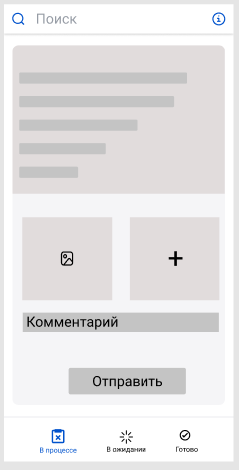 Поиск
Комментарий
Отправить
В процессе
В ожидании
Готово